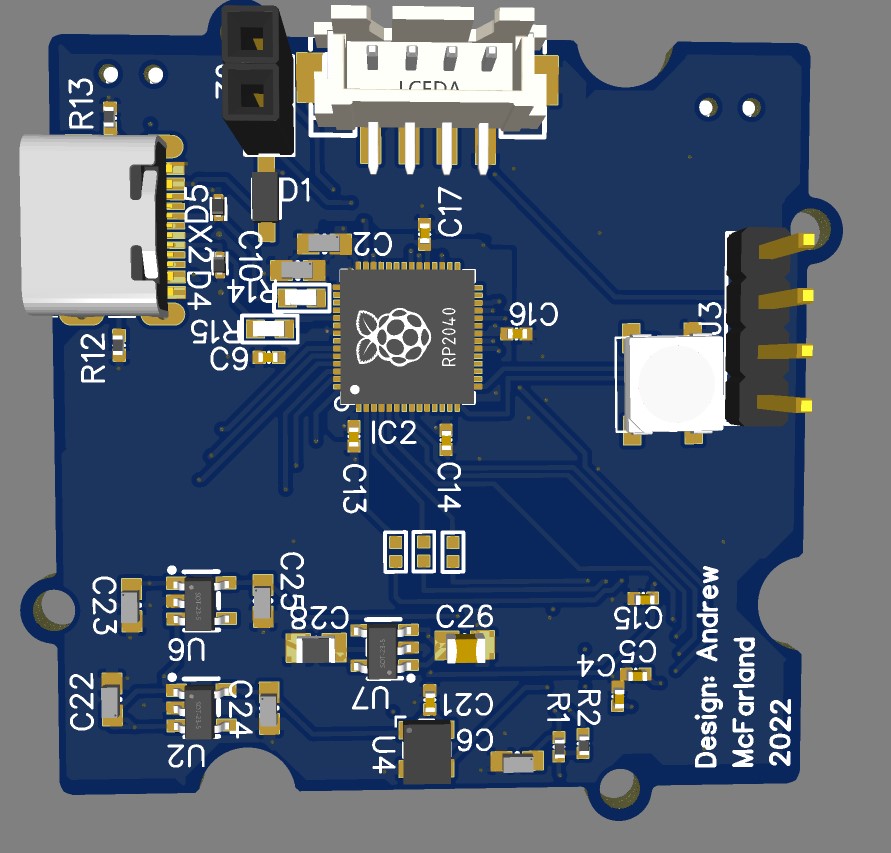 R13
LCEDA
D1
C17
D5
X2
D4
C2
C10
R14
R15
C9
R12
RP2040
C16
U3
IC2
C13
C14
C23
C25
U6
C28
C26
C15
C22
C24
U2
U7
C21
U4
C6
C5
C4
R1
R2
Design: Andrew
McFarland
2022